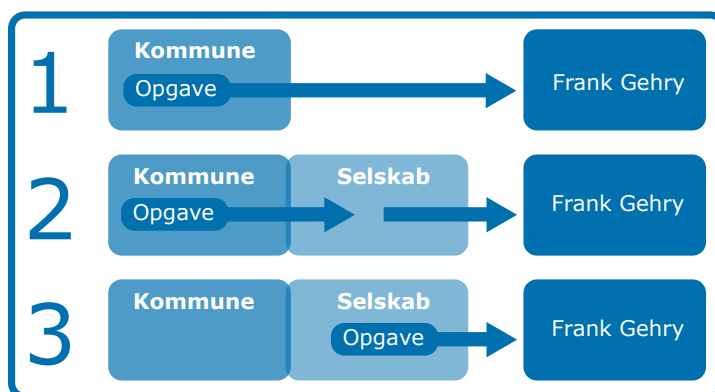 1
Kommune
Opgave
Frank Gehry
2
Kommune
Selskab
Opgave
Frank Gehry
3
Kommune
Selskab
Opgave
Frank Gehry